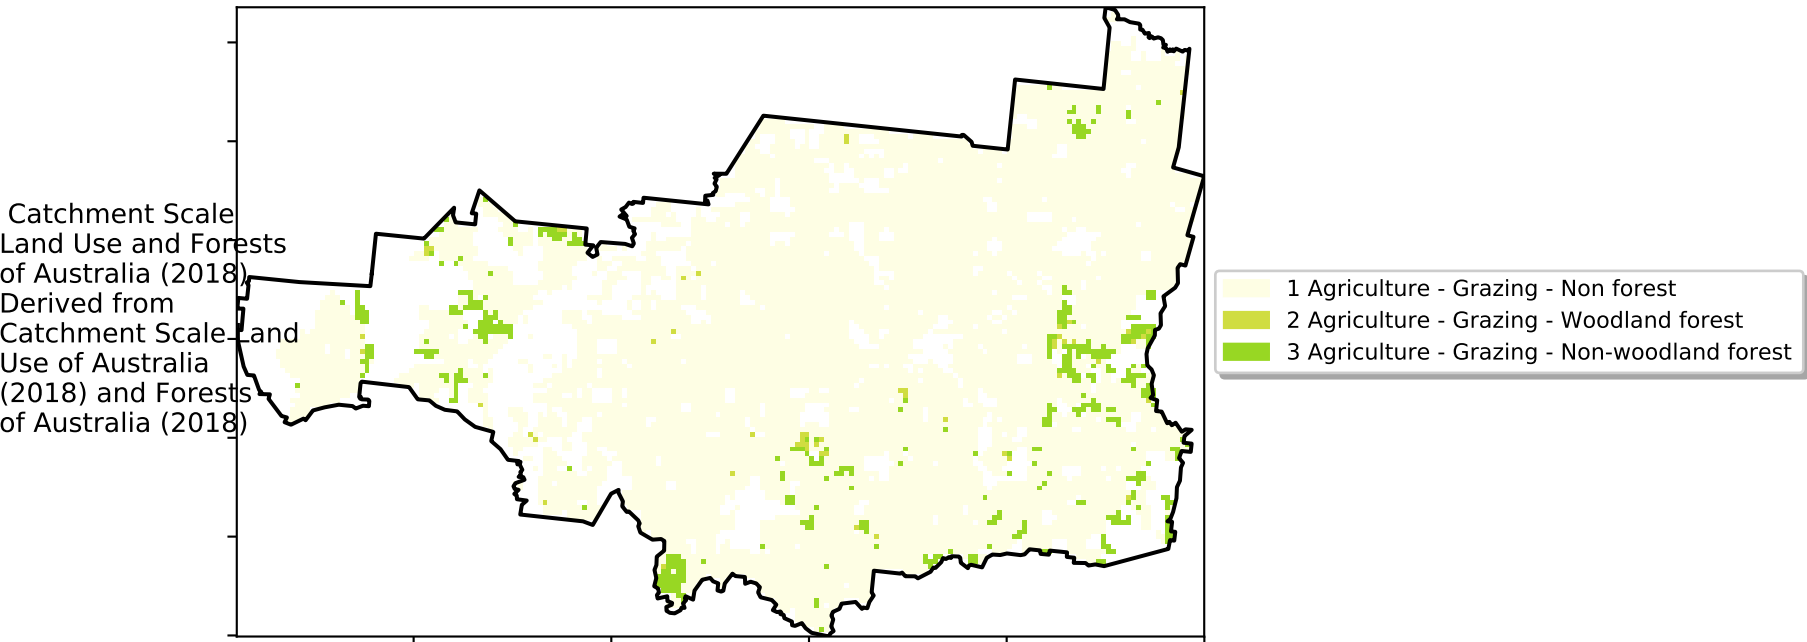 Catchment Scale
Land Use and Forests
of Australia (2018)
Derived from
Catchment Scale Land
Use of Australia
(2018) and Forests
of Australia (2018)
1 Agriculture - Grazing - Non forest
2 Agriculture - Grazing - Woodland forest
3 Agriculture - Grazing - Non-woodland forest